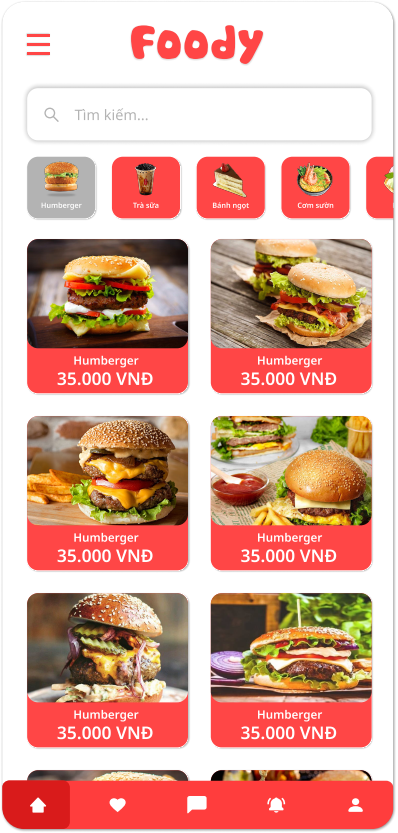 Foody
Tìm kiếm...
Humberger
Trà sữa
Bánh ngọt
Cơm sườn
Humberger
35.000 VNĐ
Humberger
35.000 VNĐ
Humberger
35.000 VNĐ
Humberger
35.000 VNĐ
Humberger
35.000 VNĐ
Humberger
35.000 VNĐ